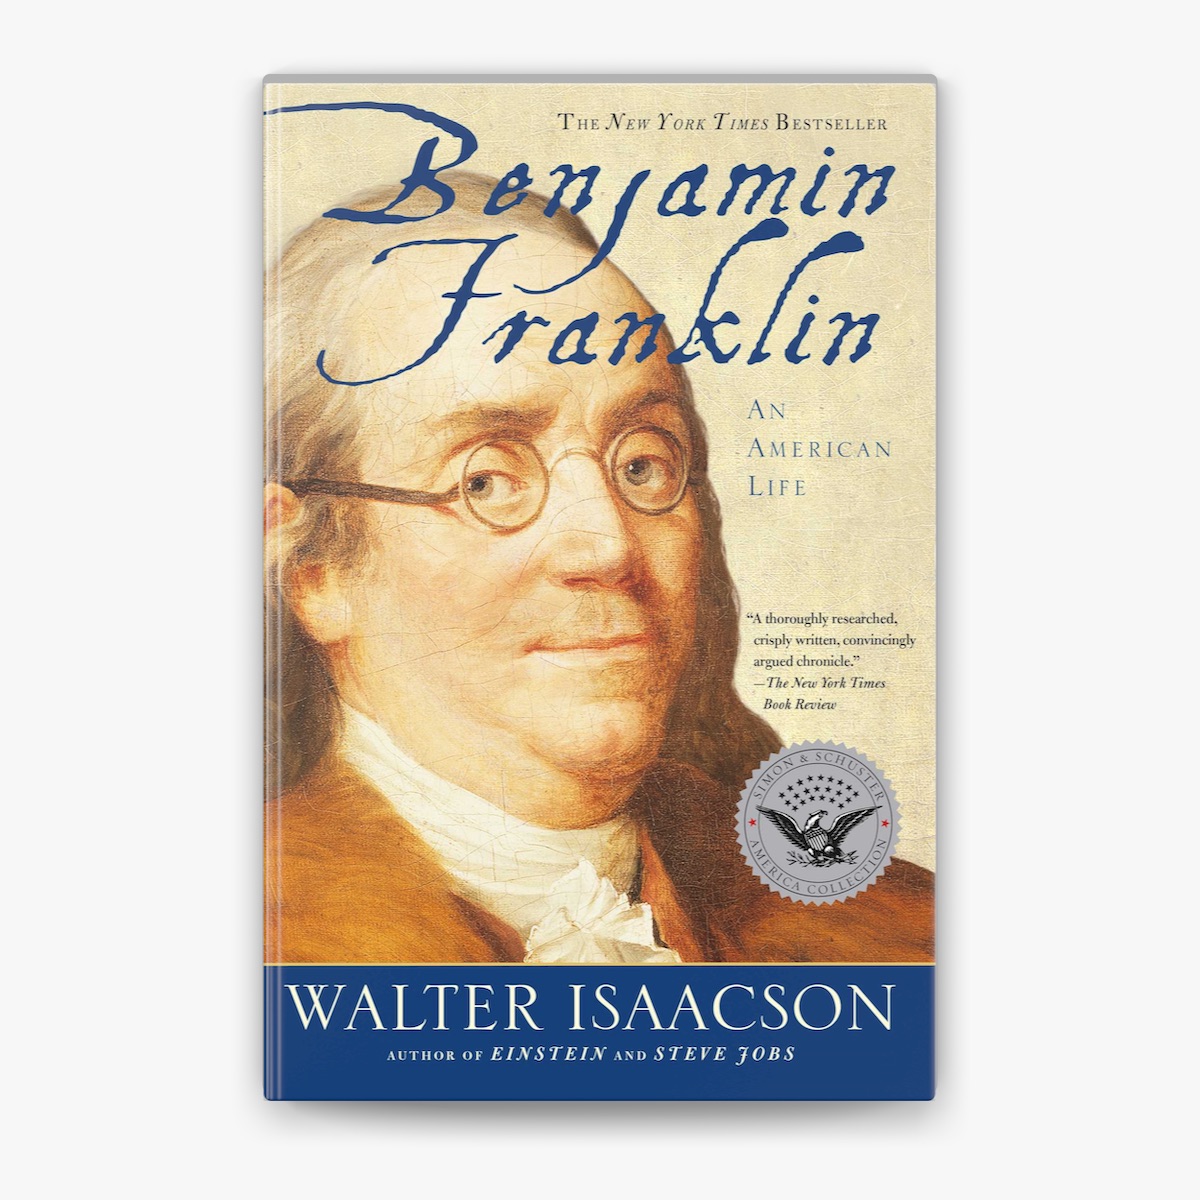 THE NEW YORK TIMES BESTSELLER
Benjamin
Franklin
AN
AMERICAN
LIFE
“A thoroughly researched,
crisply written, convincingly
argued chronicle.”
—The New York Times
Book Review
SIMON & SCHUSTER
AMERICA COLLECTION
WALTER ISAACSON
AUTHOR OF EINSTEIN AND STEVE JOBS